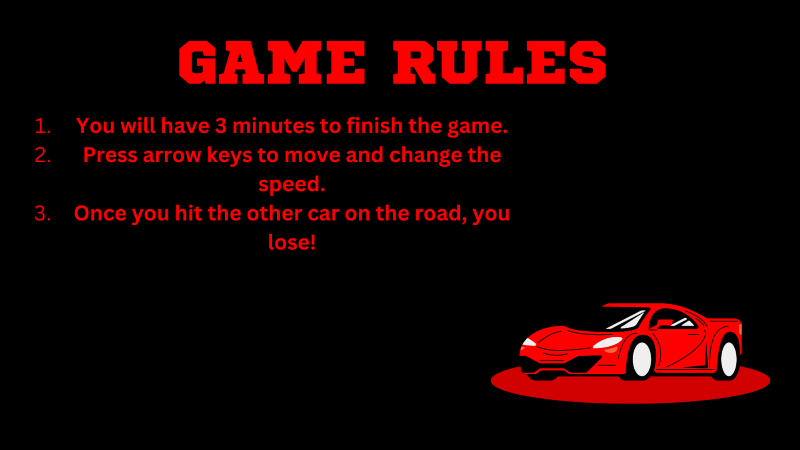 GAME RULES
1. You will have 3 minutes to finish the game.
2. Press arrow keys to move and change the
speed.
3. Once you hit the other car on the road, you
lose!